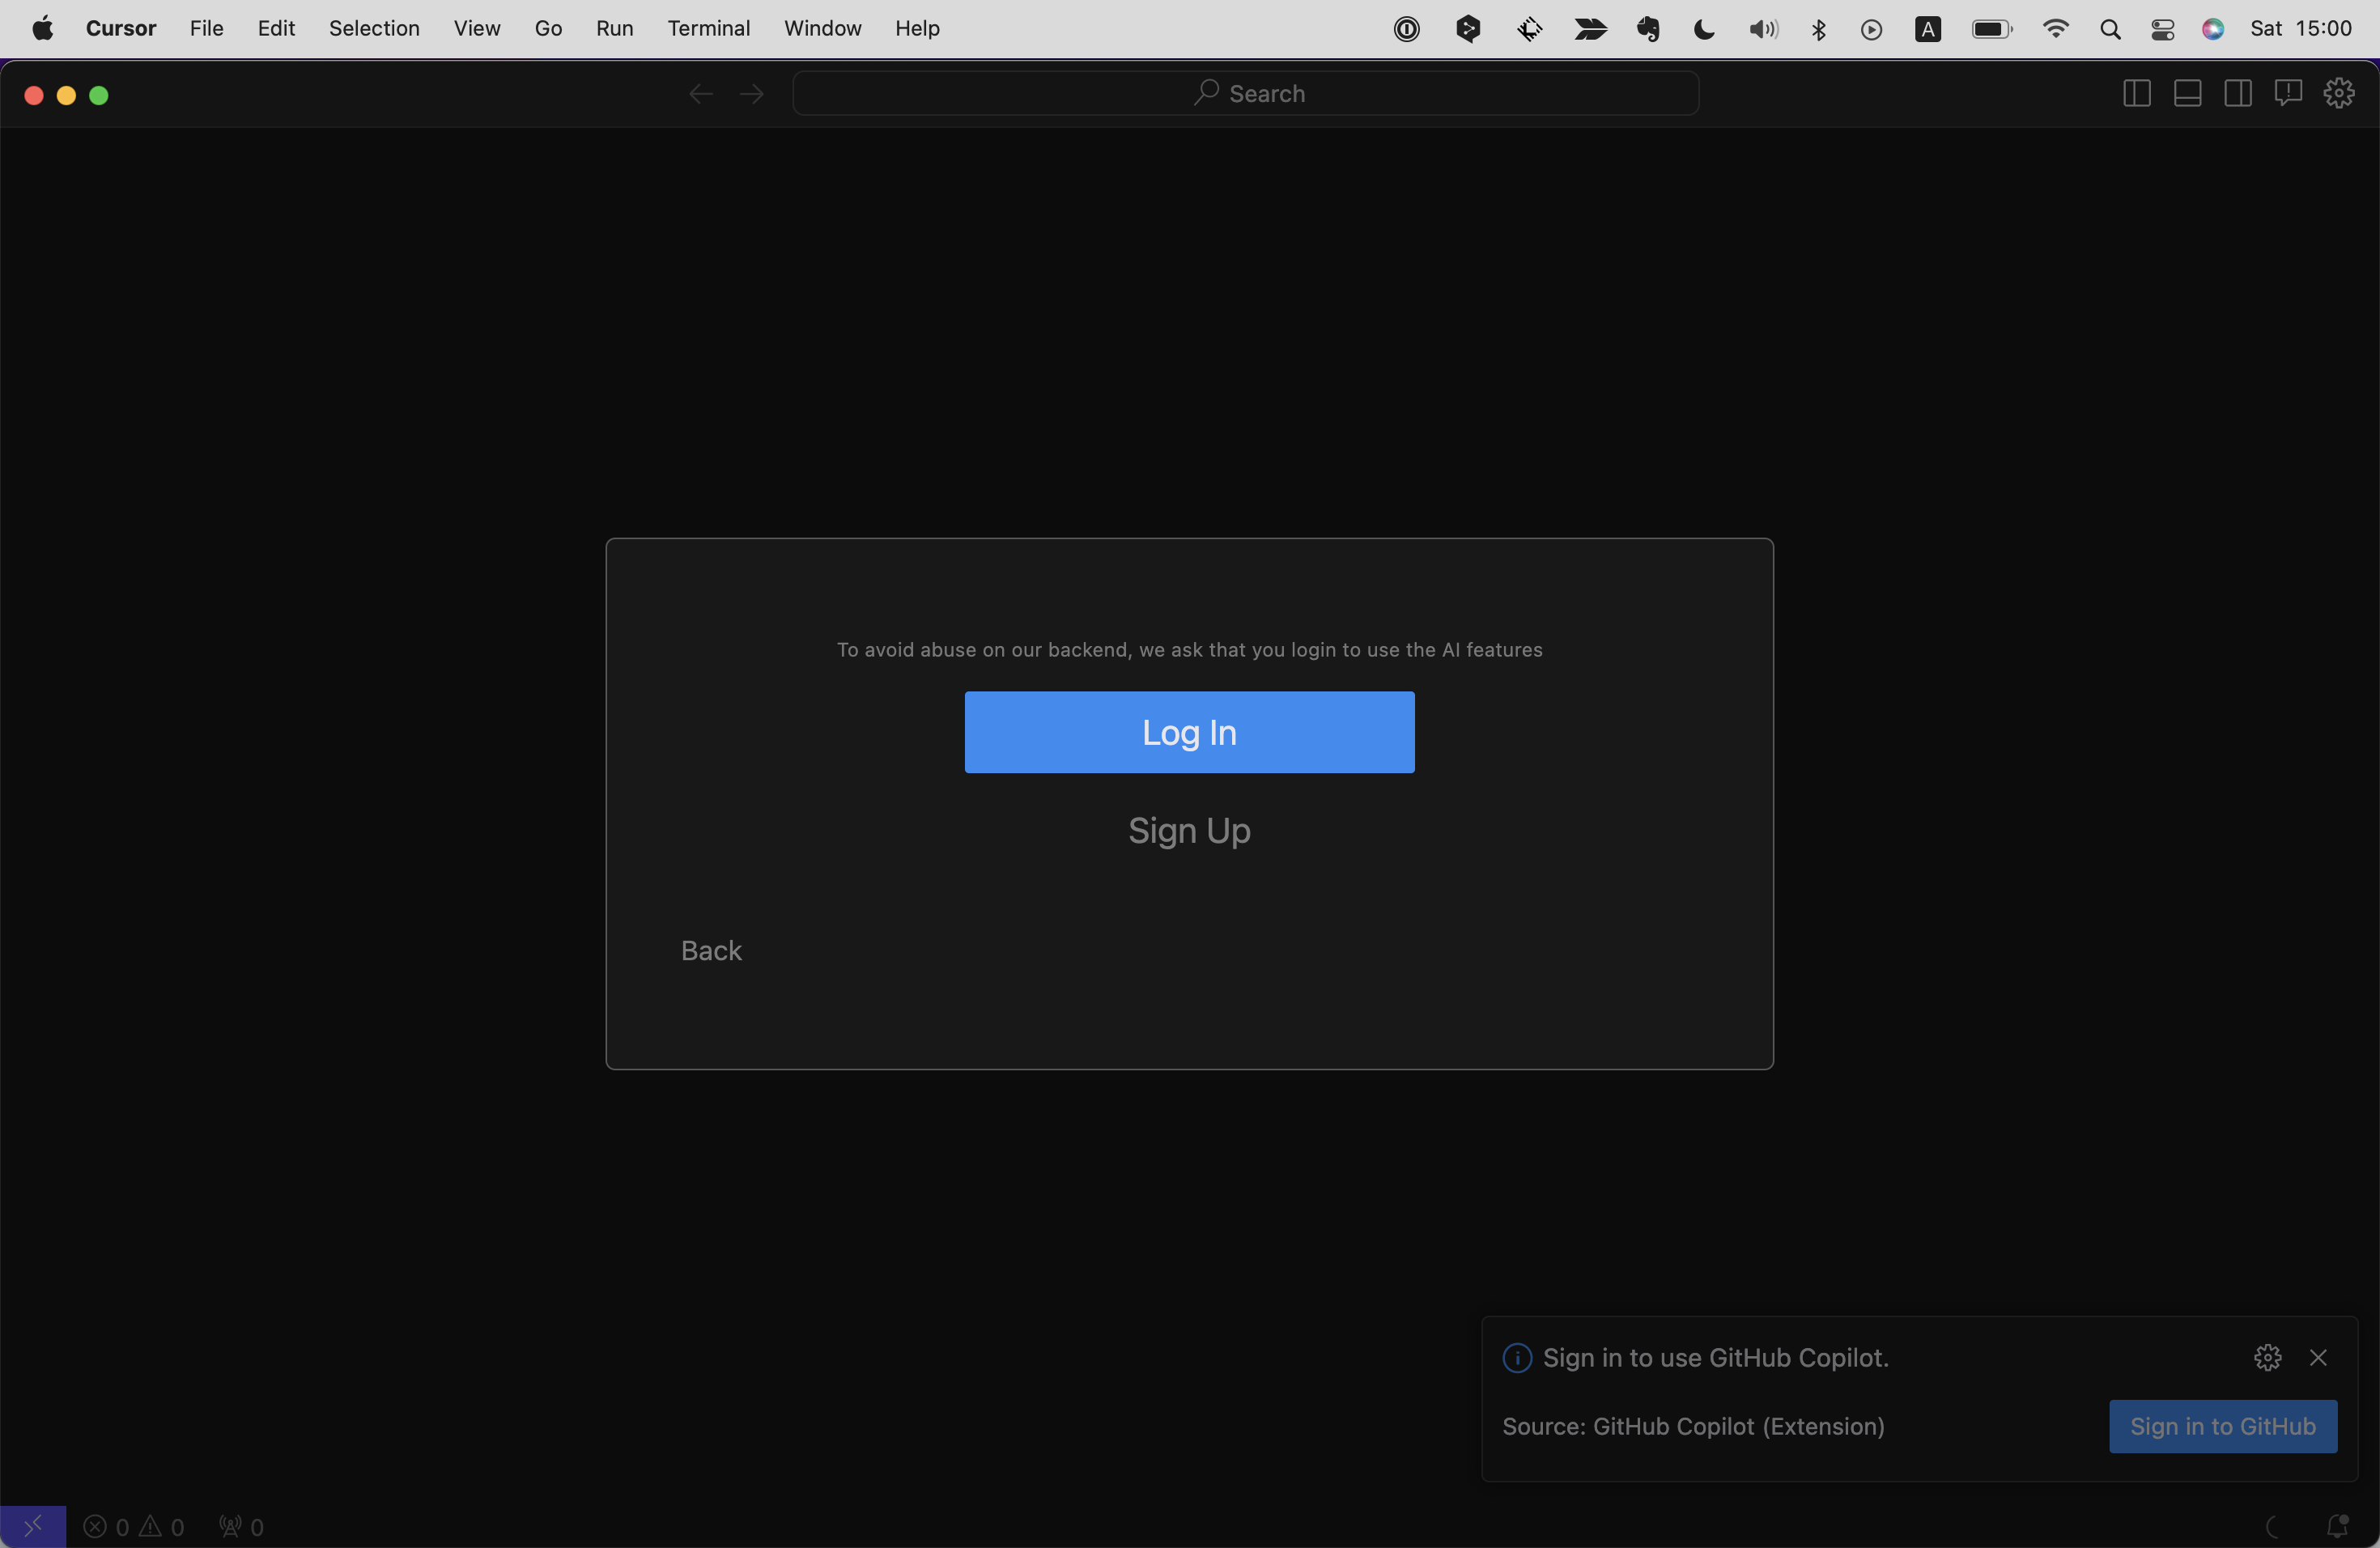 Cursor File Edit Selection View Go Run Terminal Window Help A Sat 15:00
Search
To avoid abuse on our backend, we ask that you login to use the AI features
Log In
Sign Up
Back
Sign in to use GitHub Copilot.
Source: GitHub Copilot (Extension) Sign in to GitHub
0 0 0